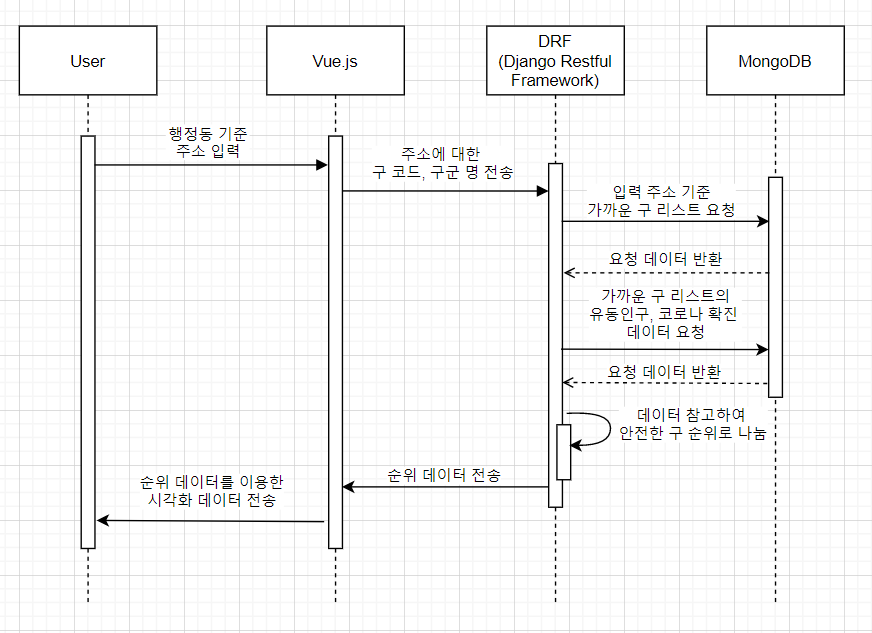 User
Vue.js
DRF
(Django Restful
Framework)
MongoDB
행정동 기준
주소 입력
주소에 대한
구 코드, 구군 명 전송
입력 주소 기준
가까운 구 리스트 요청
요청 데이터 반환
가까운 구 리스트의
유동인구, 코로나 확진
데이터 요청
요청 데이터 반환
데이터 참고하여
안전한 구 순위로 나눔
순위 데이터 전송
순위 데이터를 이용한
시각화 데이터 전송